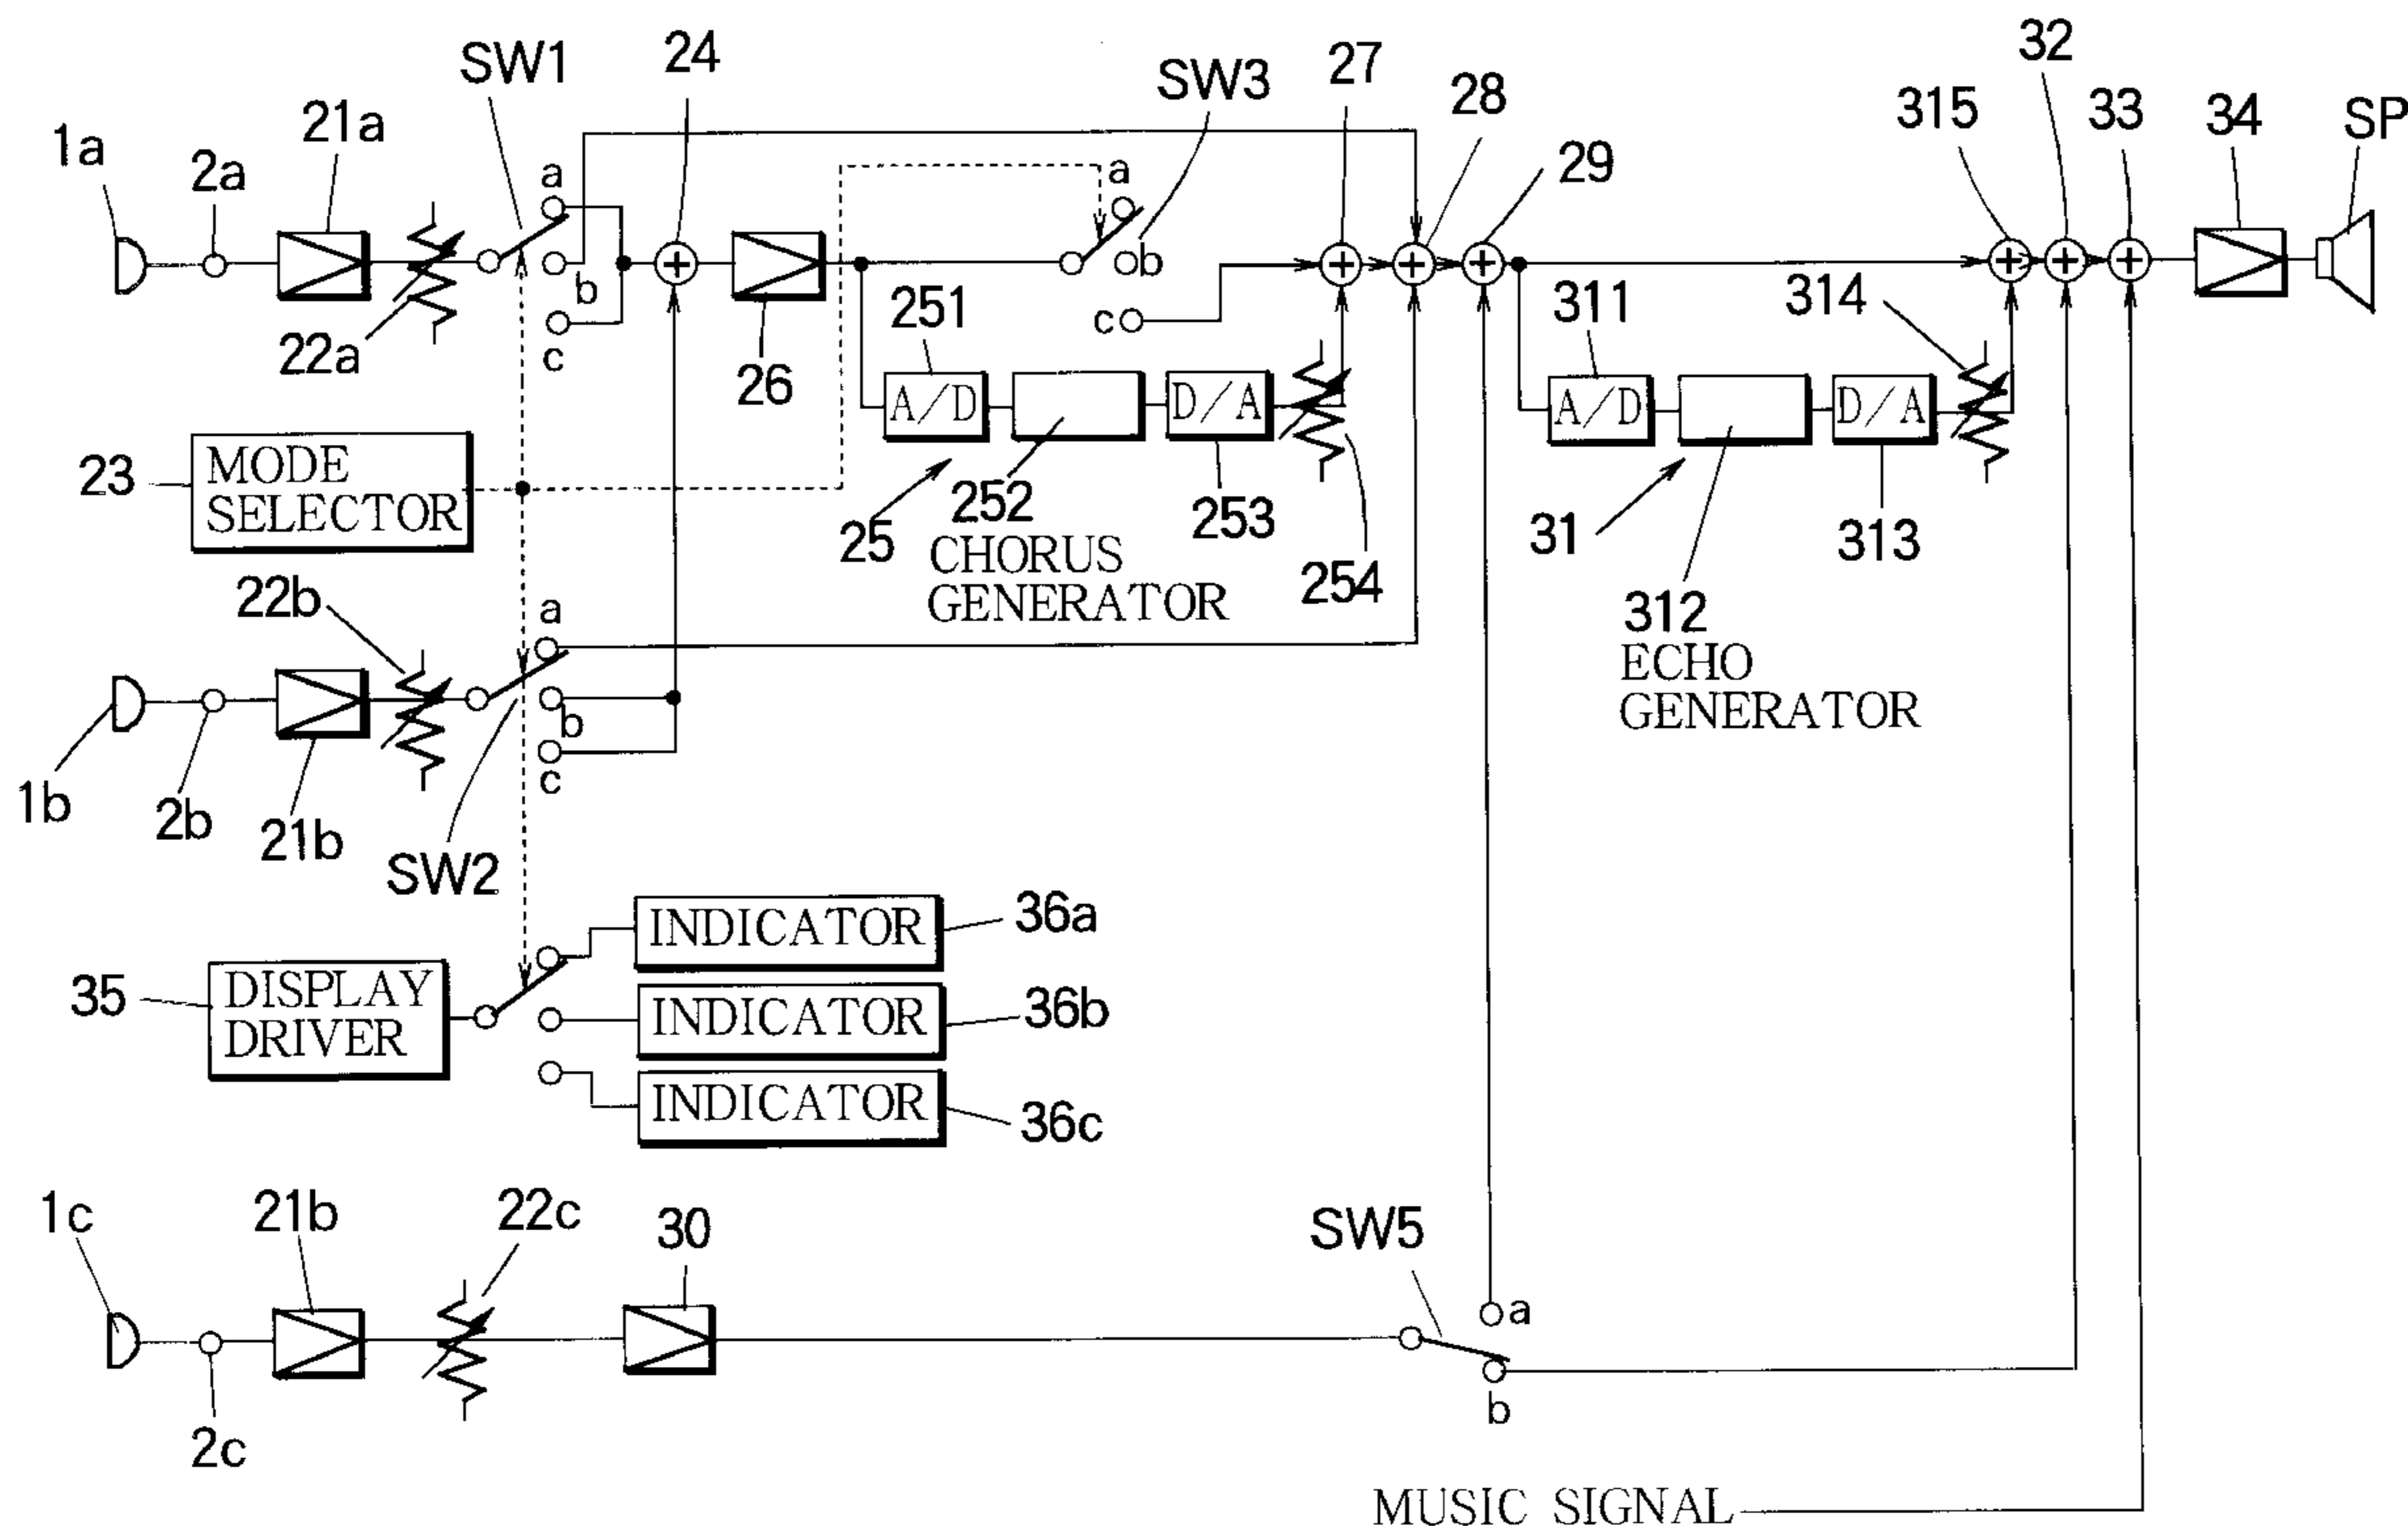 32
SW1
24
SW3
27
28
315
33
34
SP
1a
2a
21a
29
a
a
b
b
c
c
22a
26
251
311
314
A/D
D/A
A/D
D/A
23
MODE
SELECTOR
25
252
253
254
CHORUS
GENERATOR
31
313
312
ECHO
GENERATOR
22b
a
b
c
1b
2b
21b
SW2
35
DISPLAY
DRIVER
INDICATOR
36a
INDICATOR
36b
INDICATOR
36c
1c
21b
22c
30
SW5
a
b
2c
MUSIC SIGNAL